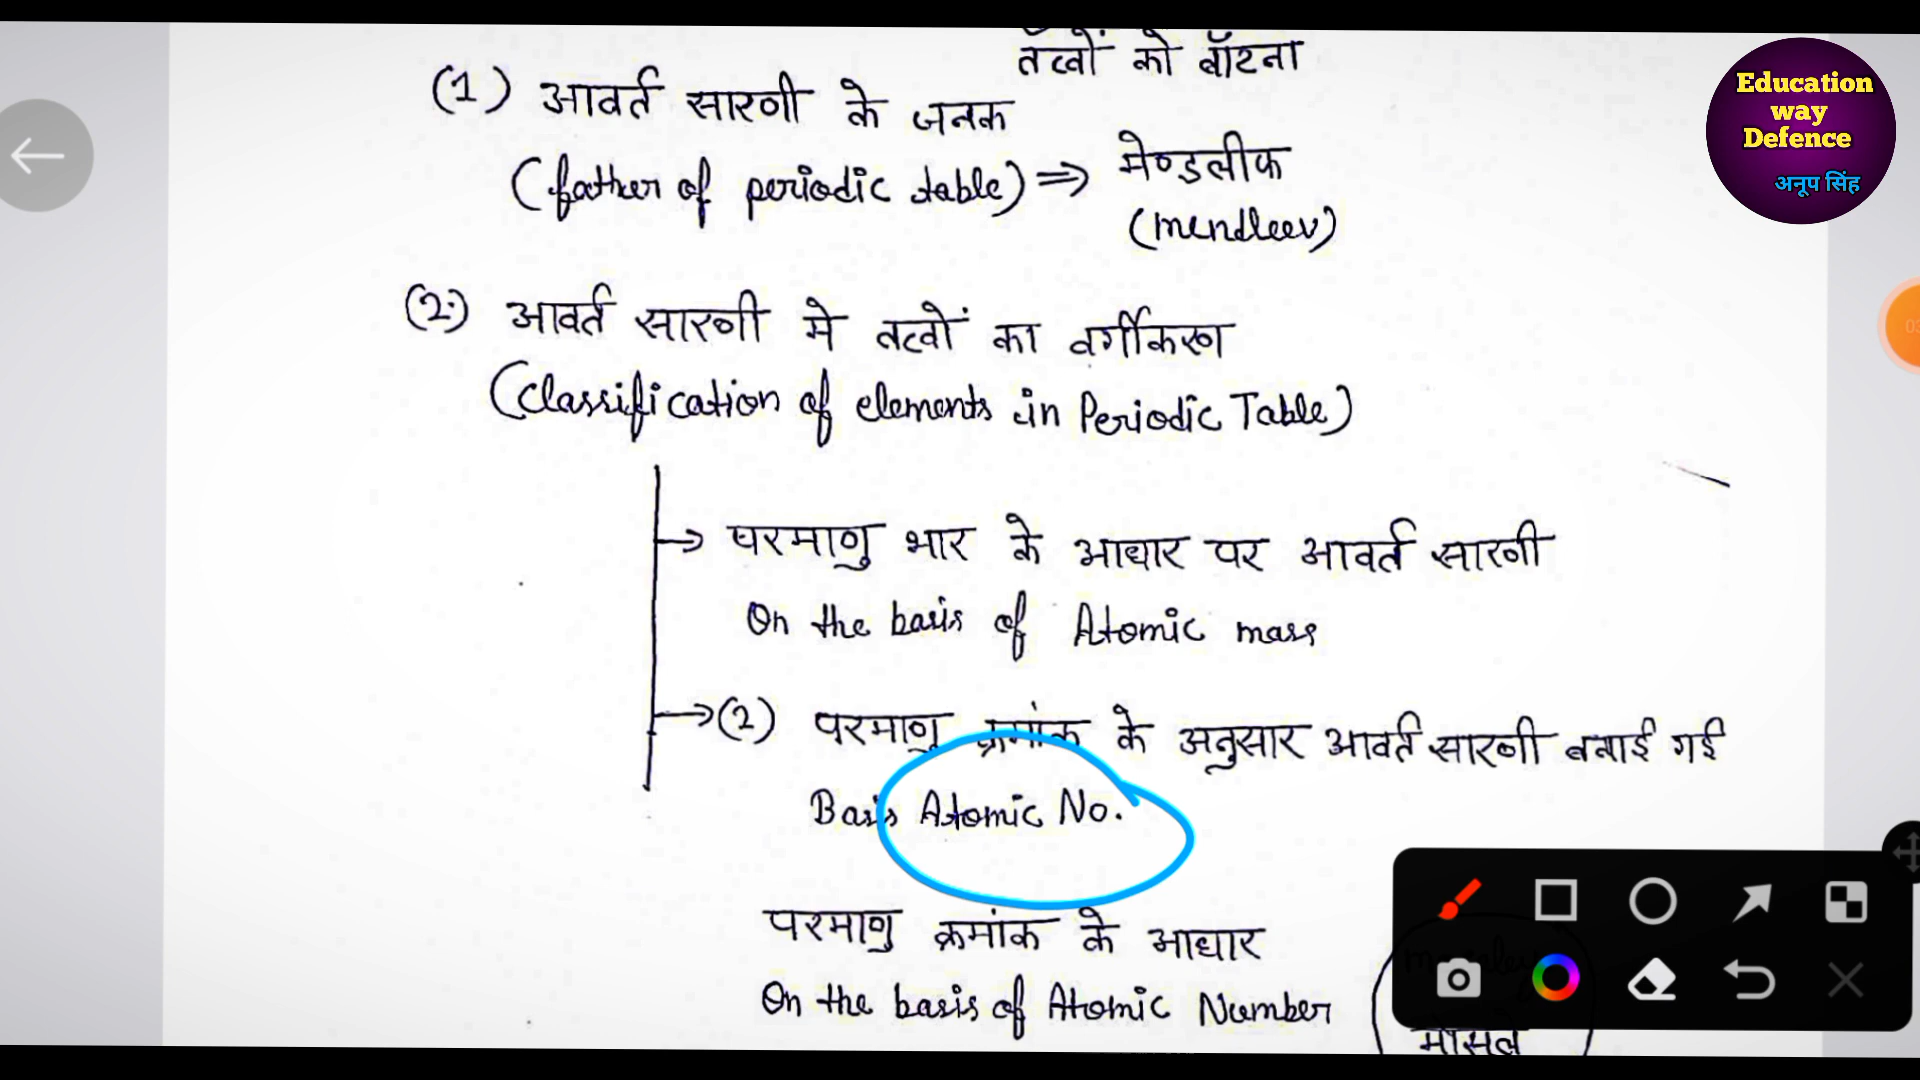 तत्वों को बाँटना
(1) आवर्त सारणी के जनक
(father of periodic table) ⇒ मेण्डलीफ
(mendleev)
(2) आवर्त सारणी मे तत्वों का वर्गीकरण
(Classification of elements in Periodic Table)
→ परमाणु भार के आधार पर आवर्त सारणी
On the basis of Atomic mass
→ (2) परमाणु क्रमांक के अनुसार आवर्त सारणी बनाई गई
Basis Atomic No.
परमाणु क्रमांक के आधार
On the basis of Atomic Number
मोसले
Education
way
Defence
अनूप सिंह